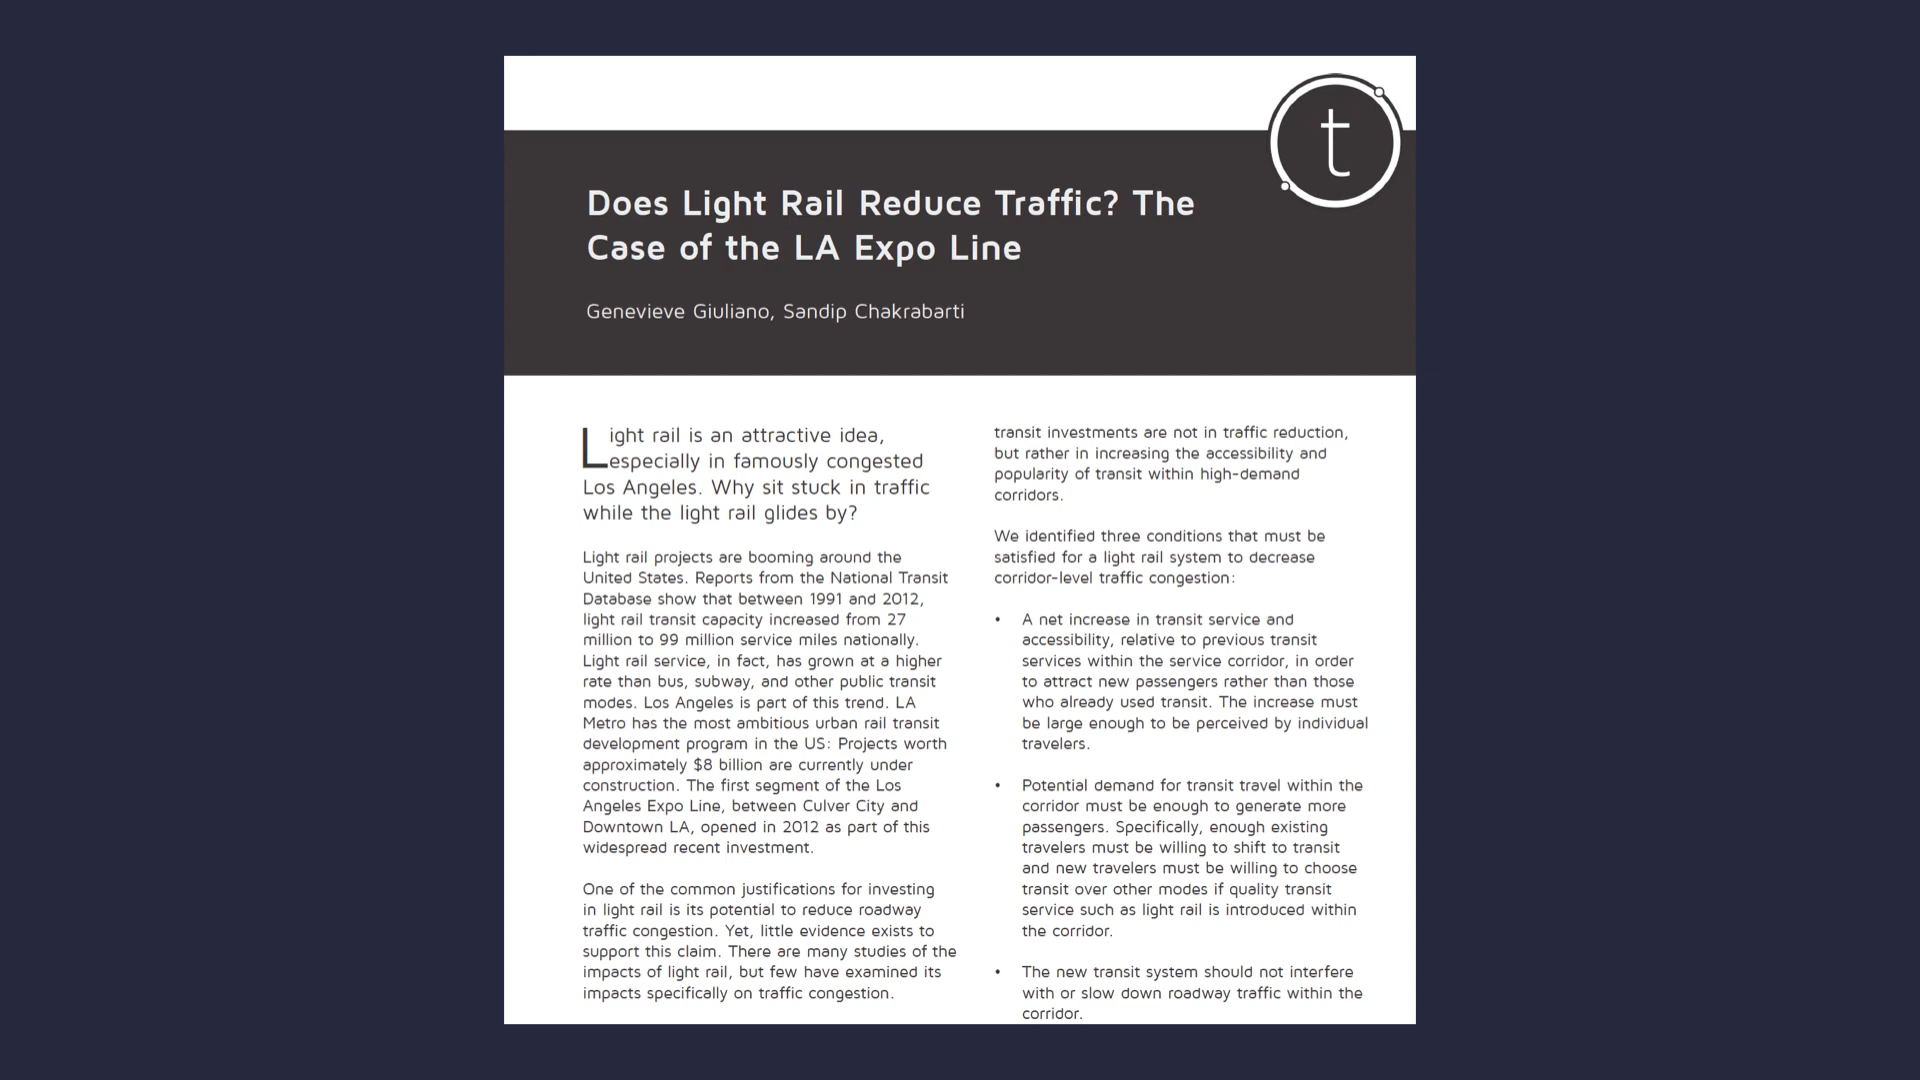 t
Does Light Rail Reduce Traffic? The
Case of the LA Expo Line
Genevieve Giuliano, Sandip Chakrabarti
Light rail is an attractive idea,
especially in famously congested
Los Angeles. Why sit stuck in traffic
while the light rail glides by?
Light rail projects are booming around the
United States. Reports from the National Transit
Database show that between 1991 and 2012,
light rail transit capacity increased from 27
million to 99 million service miles nationally.
Light rail service, in fact, has grown at a higher
rate than bus, subway, and other public transit
modes. Los Angeles is part of this trend. LA
Metro has the most ambitious urban rail transit
development program in the US: Projects worth
approximately $8 billion are currently under
construction. The first segment of the Los
Angeles Expo Line, between Culver City and
Downtown LA, opened in 2012 as part of this
widespread recent investment.
One of the common justifications for investing
in light rail is its potential to reduce roadway
traffic congestion. Yet, little evidence exists to
support this claim. There are many studies of the
impacts of light rail, but few have examined its
impacts specifically on traffic congestion.
transit investments are not in traffic reduction,
but rather in increasing the accessibility and
popularity of transit within high-demand
corridors.
We identified three conditions that must be
satisfied for a light rail system to decrease
corridor-level traffic congestion:
• A net increase in transit service and
accessibility, relative to previous transit
services within the service corridor, in order
to attract new passengers rather than those
who already used transit. The increase must
be large enough to be perceived by individual
travelers.
• Potential demand for transit travel within the
corridor must be enough to generate more
passengers. Specifically, enough existing
travelers must be willing to shift to transit
and new travelers must be willing to choose
transit over other modes if quality transit
service such as light rail is introduced within
the corridor.
• The new transit system should not interfere
with or slow down roadway traffic within the
corridor.